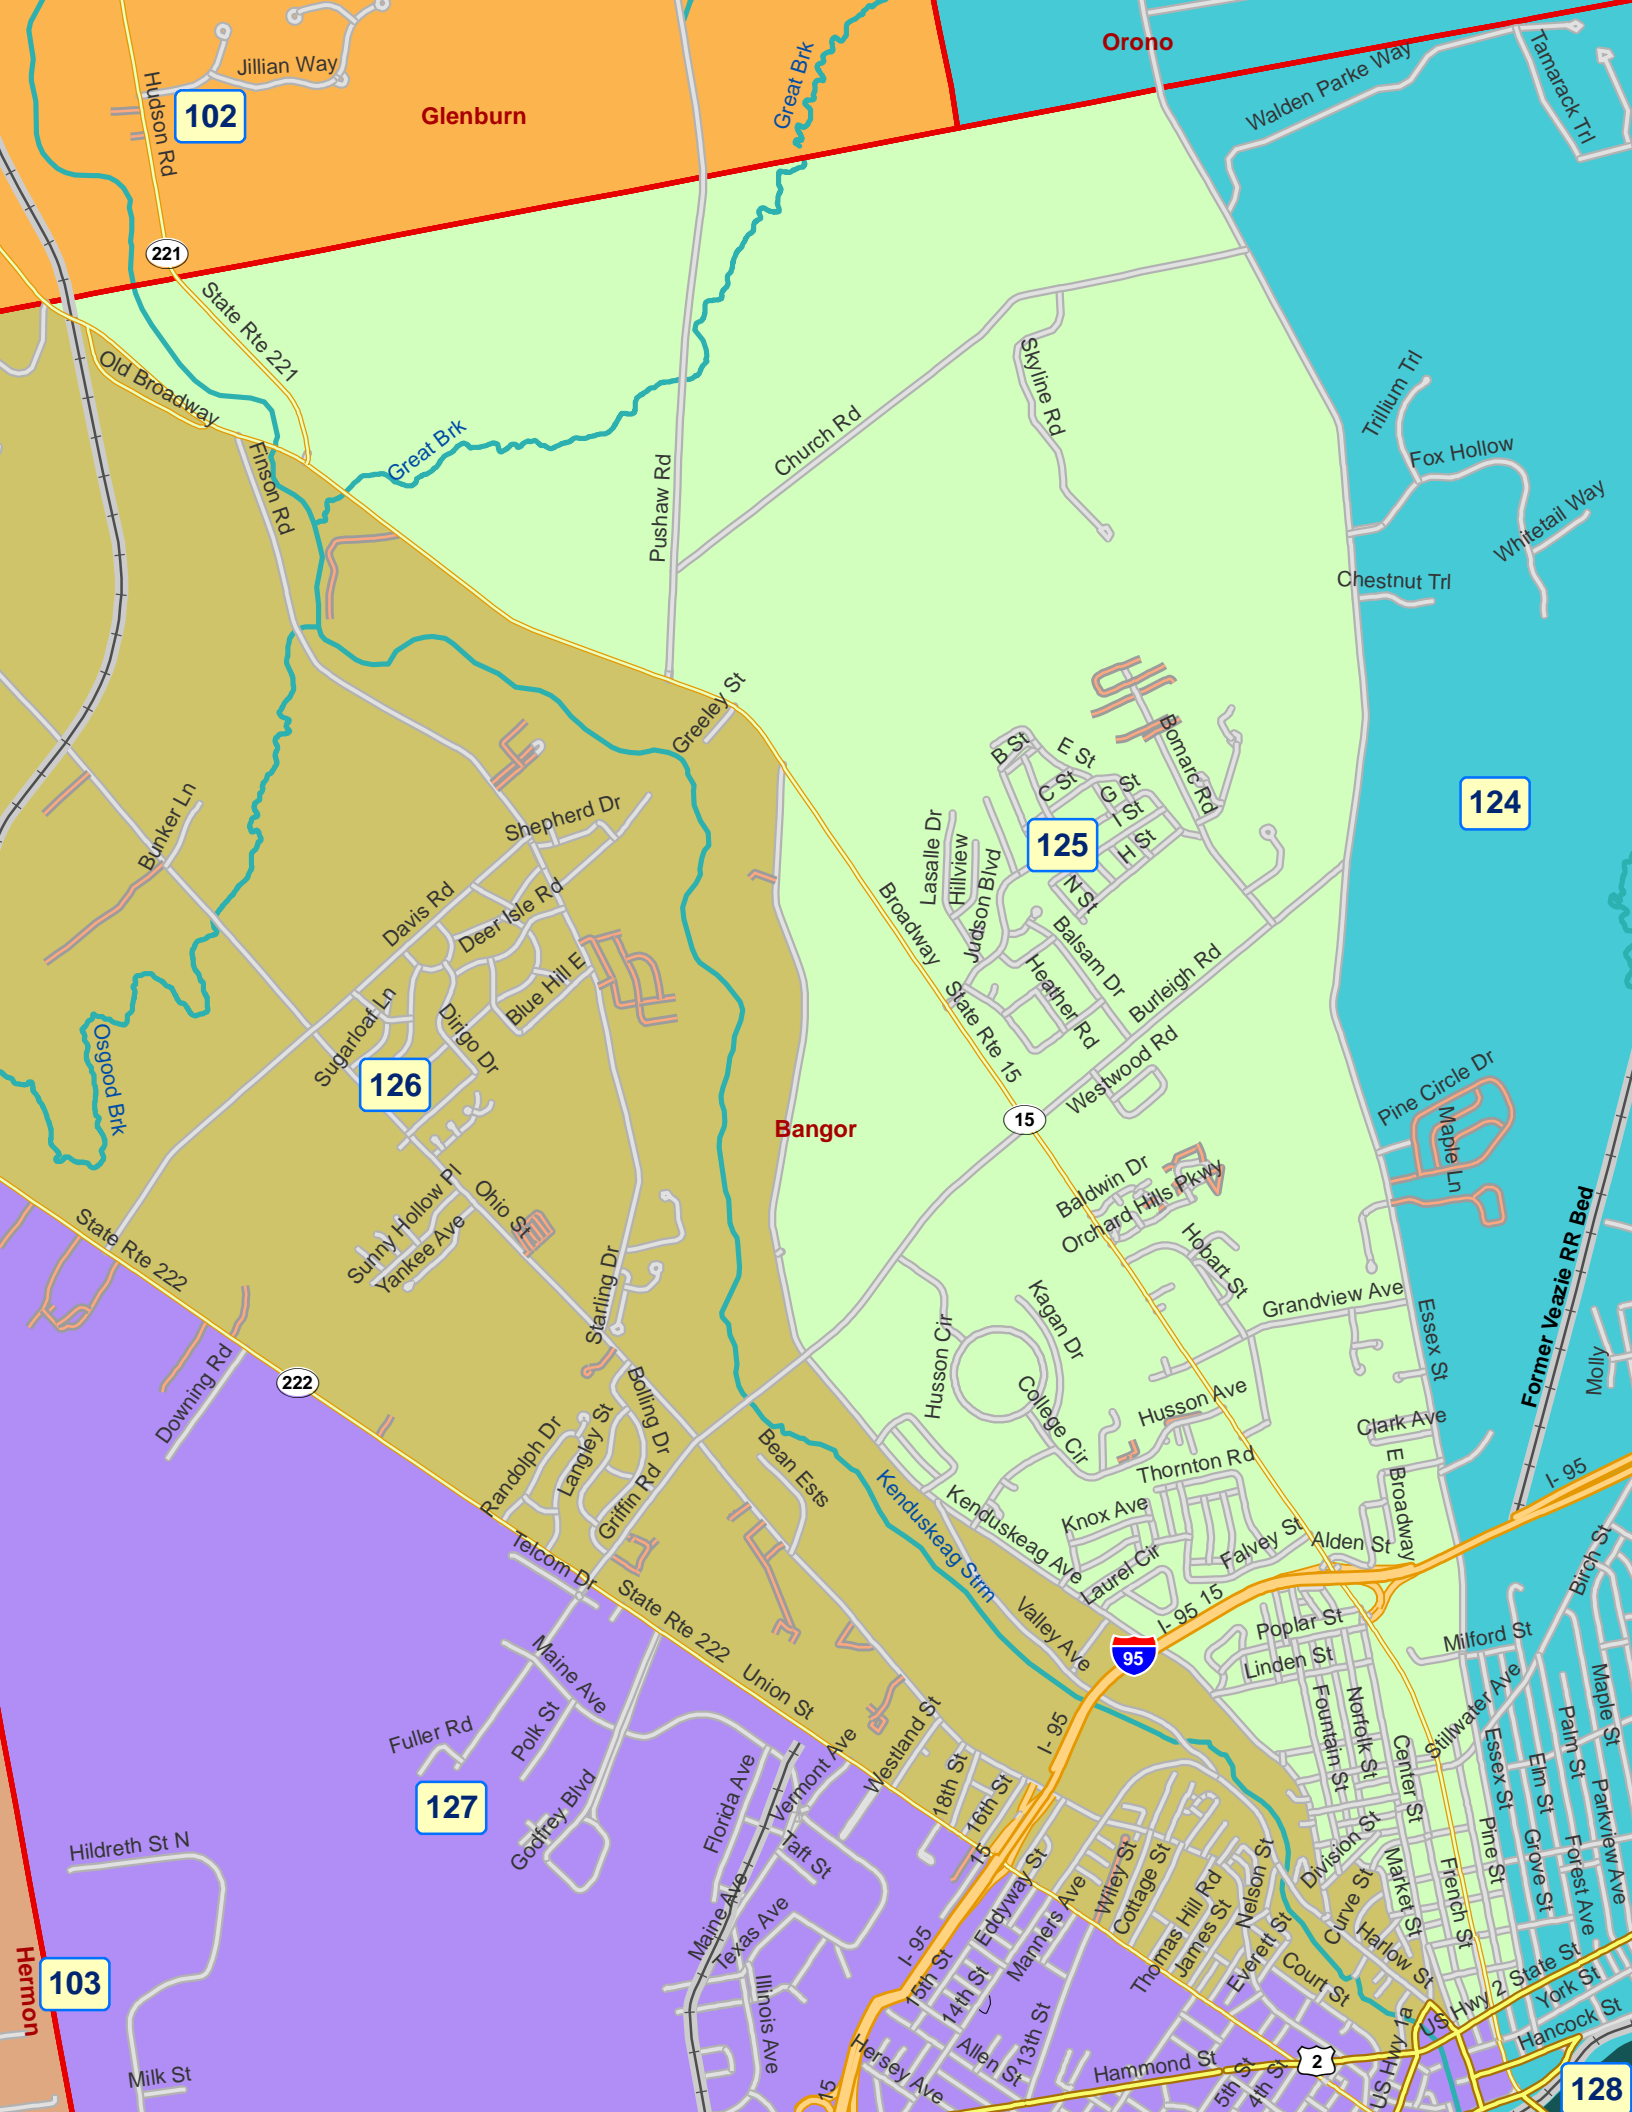 Orono
Jillian Way
Great Brk
Walden Parke Way
Tamarack Trl
Hudson Rd
102
Glenburn
221
State Rte 221
Old Broadway
Skyline Rd
Trillium Trl
Church Rd
Great Brk
Fox Hollow
Finson Rd
Pushaw Rd
Whitetail Way
Chestnut Trl
Greeley St
Bomarc Rd
B St
E St
C St
G St
I St
124
Bunker Ln
Shepherd Dr
Lasalle Dr
Hillview
Judson Blvd
125
H St
N St
Davis Rd
Deer Isle Rd
Broadway
Balsam Dr
Blue Hill E
Heather Rd
Burleigh Rd
Sugarloaf Ln
Dirigo Dr
State Rte 15
Osgood Brk
126
Westwood Rd
Pine Circle Dr
Maple Ln
Bangor
15
Baldwin Dr
Orchard Hills Pkwy
Sunny Hollow Pl
Ohio St
Yankee Ave
State Rte 222
Hobart St
Former Veazie RR Bed
Starling Dr
Kagan Dr
Grandview Ave
Essex St
Husson Cir
Molly
Downing Rd
222
Bolling Dr
College Cir
Husson Ave
Clark Ave
Randolph Dr
Langley St
Bean Ests
Thornton Rd
E Broadway
I- 95
Griffin Rd
Kenduskeag Strm
Kenduskeag Ave
Knox Ave
Falvey St
Alden St
Telcom Dr
Laurel Cir
Birch St
State Rte 222
Valley Ave
I- 95 15
Poplar St
Milford St
95
Linden St
Maine Ave
Union St
Fountain St
Norfolk St
Stillwater Ave
Maple St
Palm St
Fuller Rd
Polk St
I- 95
Westland St
Center St
Essex St
Elm St
Parkview Ave
127
Florida Ave
Vermont Ave
18th St
16th St
Godfrey Blvd
Hildreth St N
Taft St
15
Wiley St
Cottage St
Division St
Pine St
Grove St
Forest Ave
Eddyway St
Manners Ave
Nelson St
Curve St
Market St
French St
Maine Ave
Texas Ave
Thomas Hill Rd
James St
Everett St
Harlow St
Hermon
103
I- 95
15th St
14th St
Court St
US Hwy 2
State St
York St
Illinois Ave
Hancock St
13th St
Allen St
Hersey Ave
Hammond St
2
US Hwy 1a
Milk St
15
5th St
4th St
128